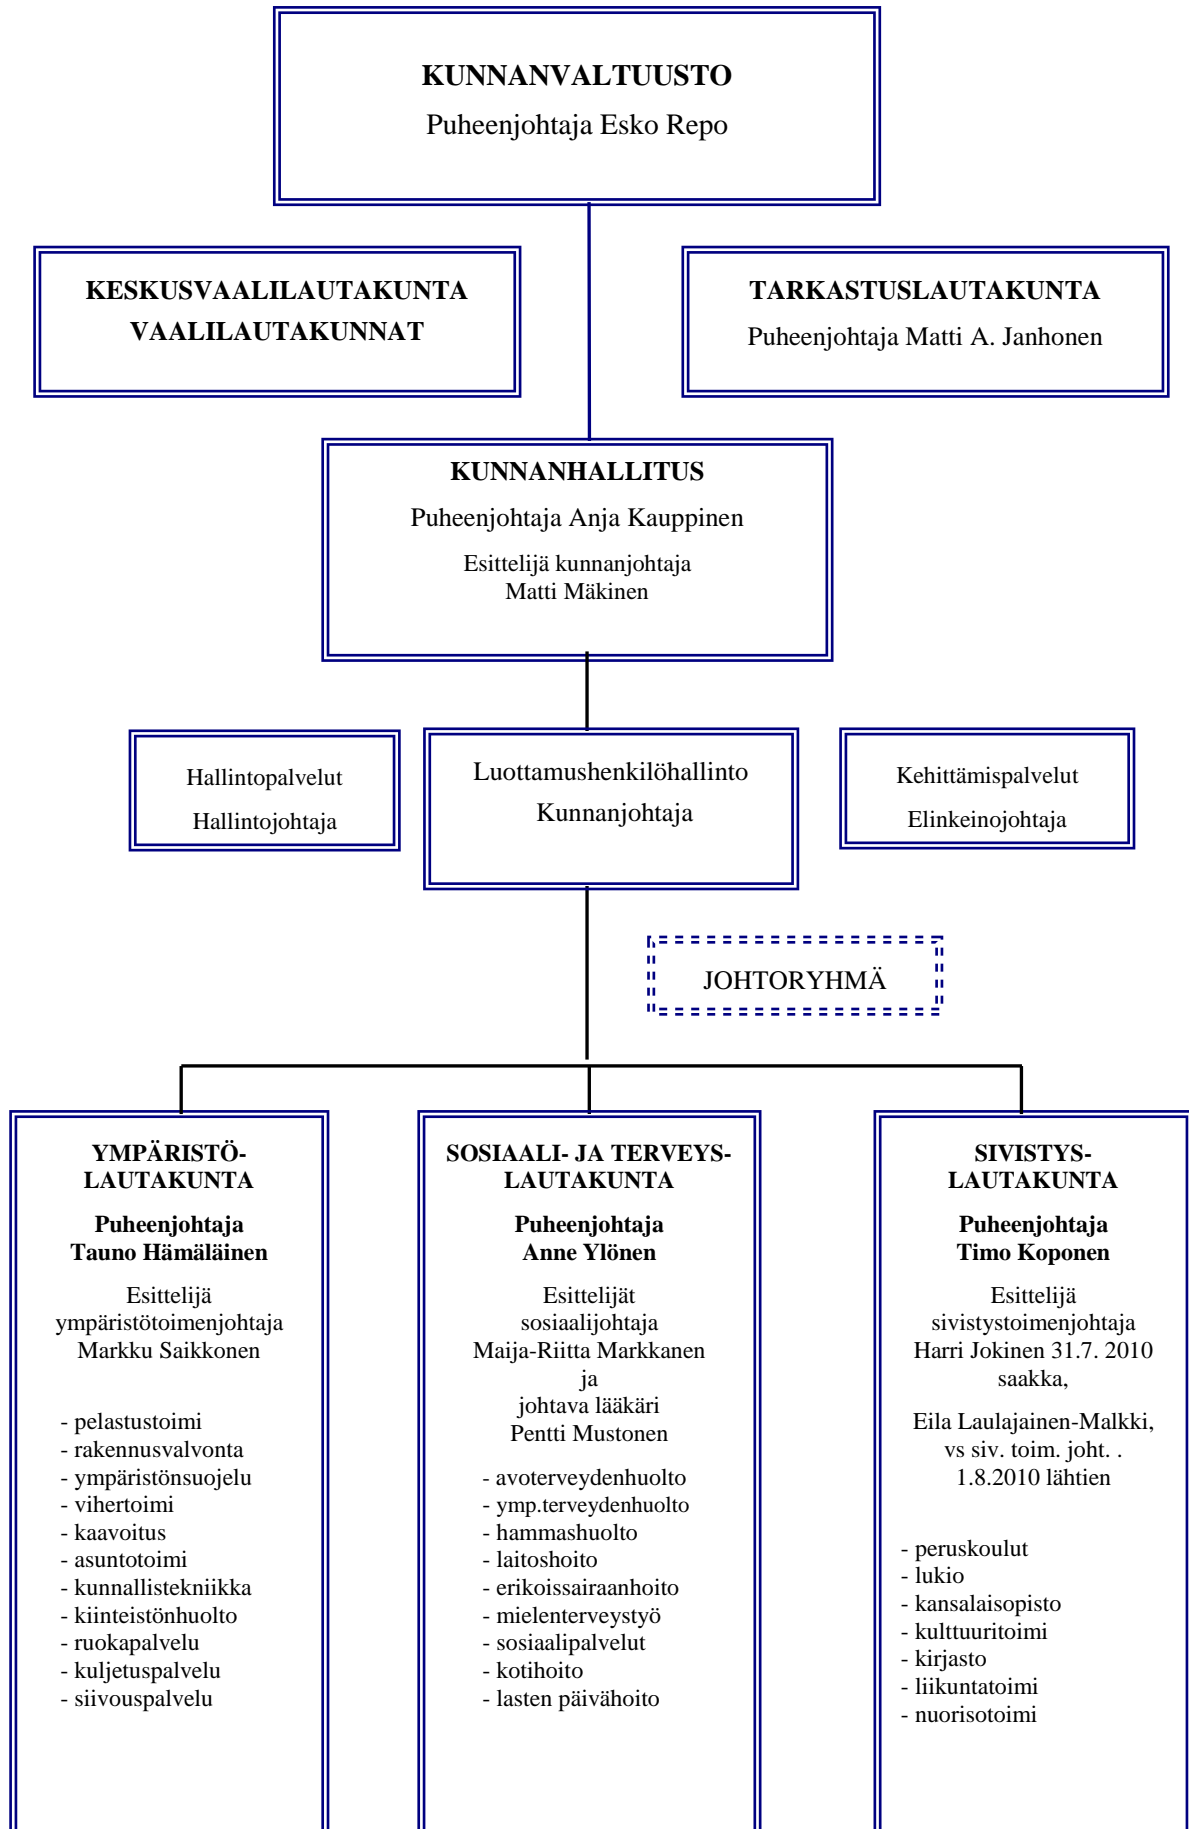 KUNNANVALTUUSTO
Puheenjohtaja Esko Repo
KESKUSVAALILAUTAKUNTA
VAALILAUTAKUNNAT
TARKASTUSLAUTAKUNTA
Puheenjohtaja Matti A. Janhonen
KUNNANHALLITUS
Puheenjohtaja Anja Kauppinen
Esittelijä kunnanjohtaja
Matti Mäkinen
Hallintopalvelut
Hallintojohtaja
Luottamushenkilöhallinto
Kunnanjohtaja
Kehittämispalvelut
Elinkeinojohtaja
JOHTORYHMÄ
YMPÄRISTÖ-
LAUTAKUNTA
Puheenjohtaja
Tauno Hämäläinen
Esittelijä
ympäristötoimenjohtaja
Markku Saikkonen
- pelastustoimi
- rakennusvalvonta
- ympäristönsuojelu
- vihertoimi
- kaavoitus
- asuntotoimi
- kunnallistekniikka
- kiinteistönhuolto
- ruokapalvelu
- kuljetuspalvelu
- siivouspalvelu
SOSIAALI- JA TERVEYS-
LAUTAKUNTA
Puheenjohtaja
Anne Ylönen
Esittelijät
sosiaalijohtaja
Maija-Riitta Markkanen
ja
johtava lääkäri
Pentti Mustonen
- avoterveydenhuolto
- ymp.terveydenhuolto
- hammashuolto
- laitoshoito
- erikoissairaanhoito
- mielenterveystyö
- sosiaalipalvelut
- kotihoito
- lasten päivähoito
SIVISTYS-
LAUTAKUNTA
Puheenjohtaja
Timo Koponen
Esittelijä
sivistystoimenjohtaja
Harri Jokinen 31.7. 2010
saakka,
Eila Laulajainen-Malkki,
vs siv. toim. joht. .
1.8.2010 lähtien
- peruskoulut
- lukio
- kansalaisopisto
- kulttuuritoimi
- kirjasto
- liikuntatoimi
- nuorisotoimi